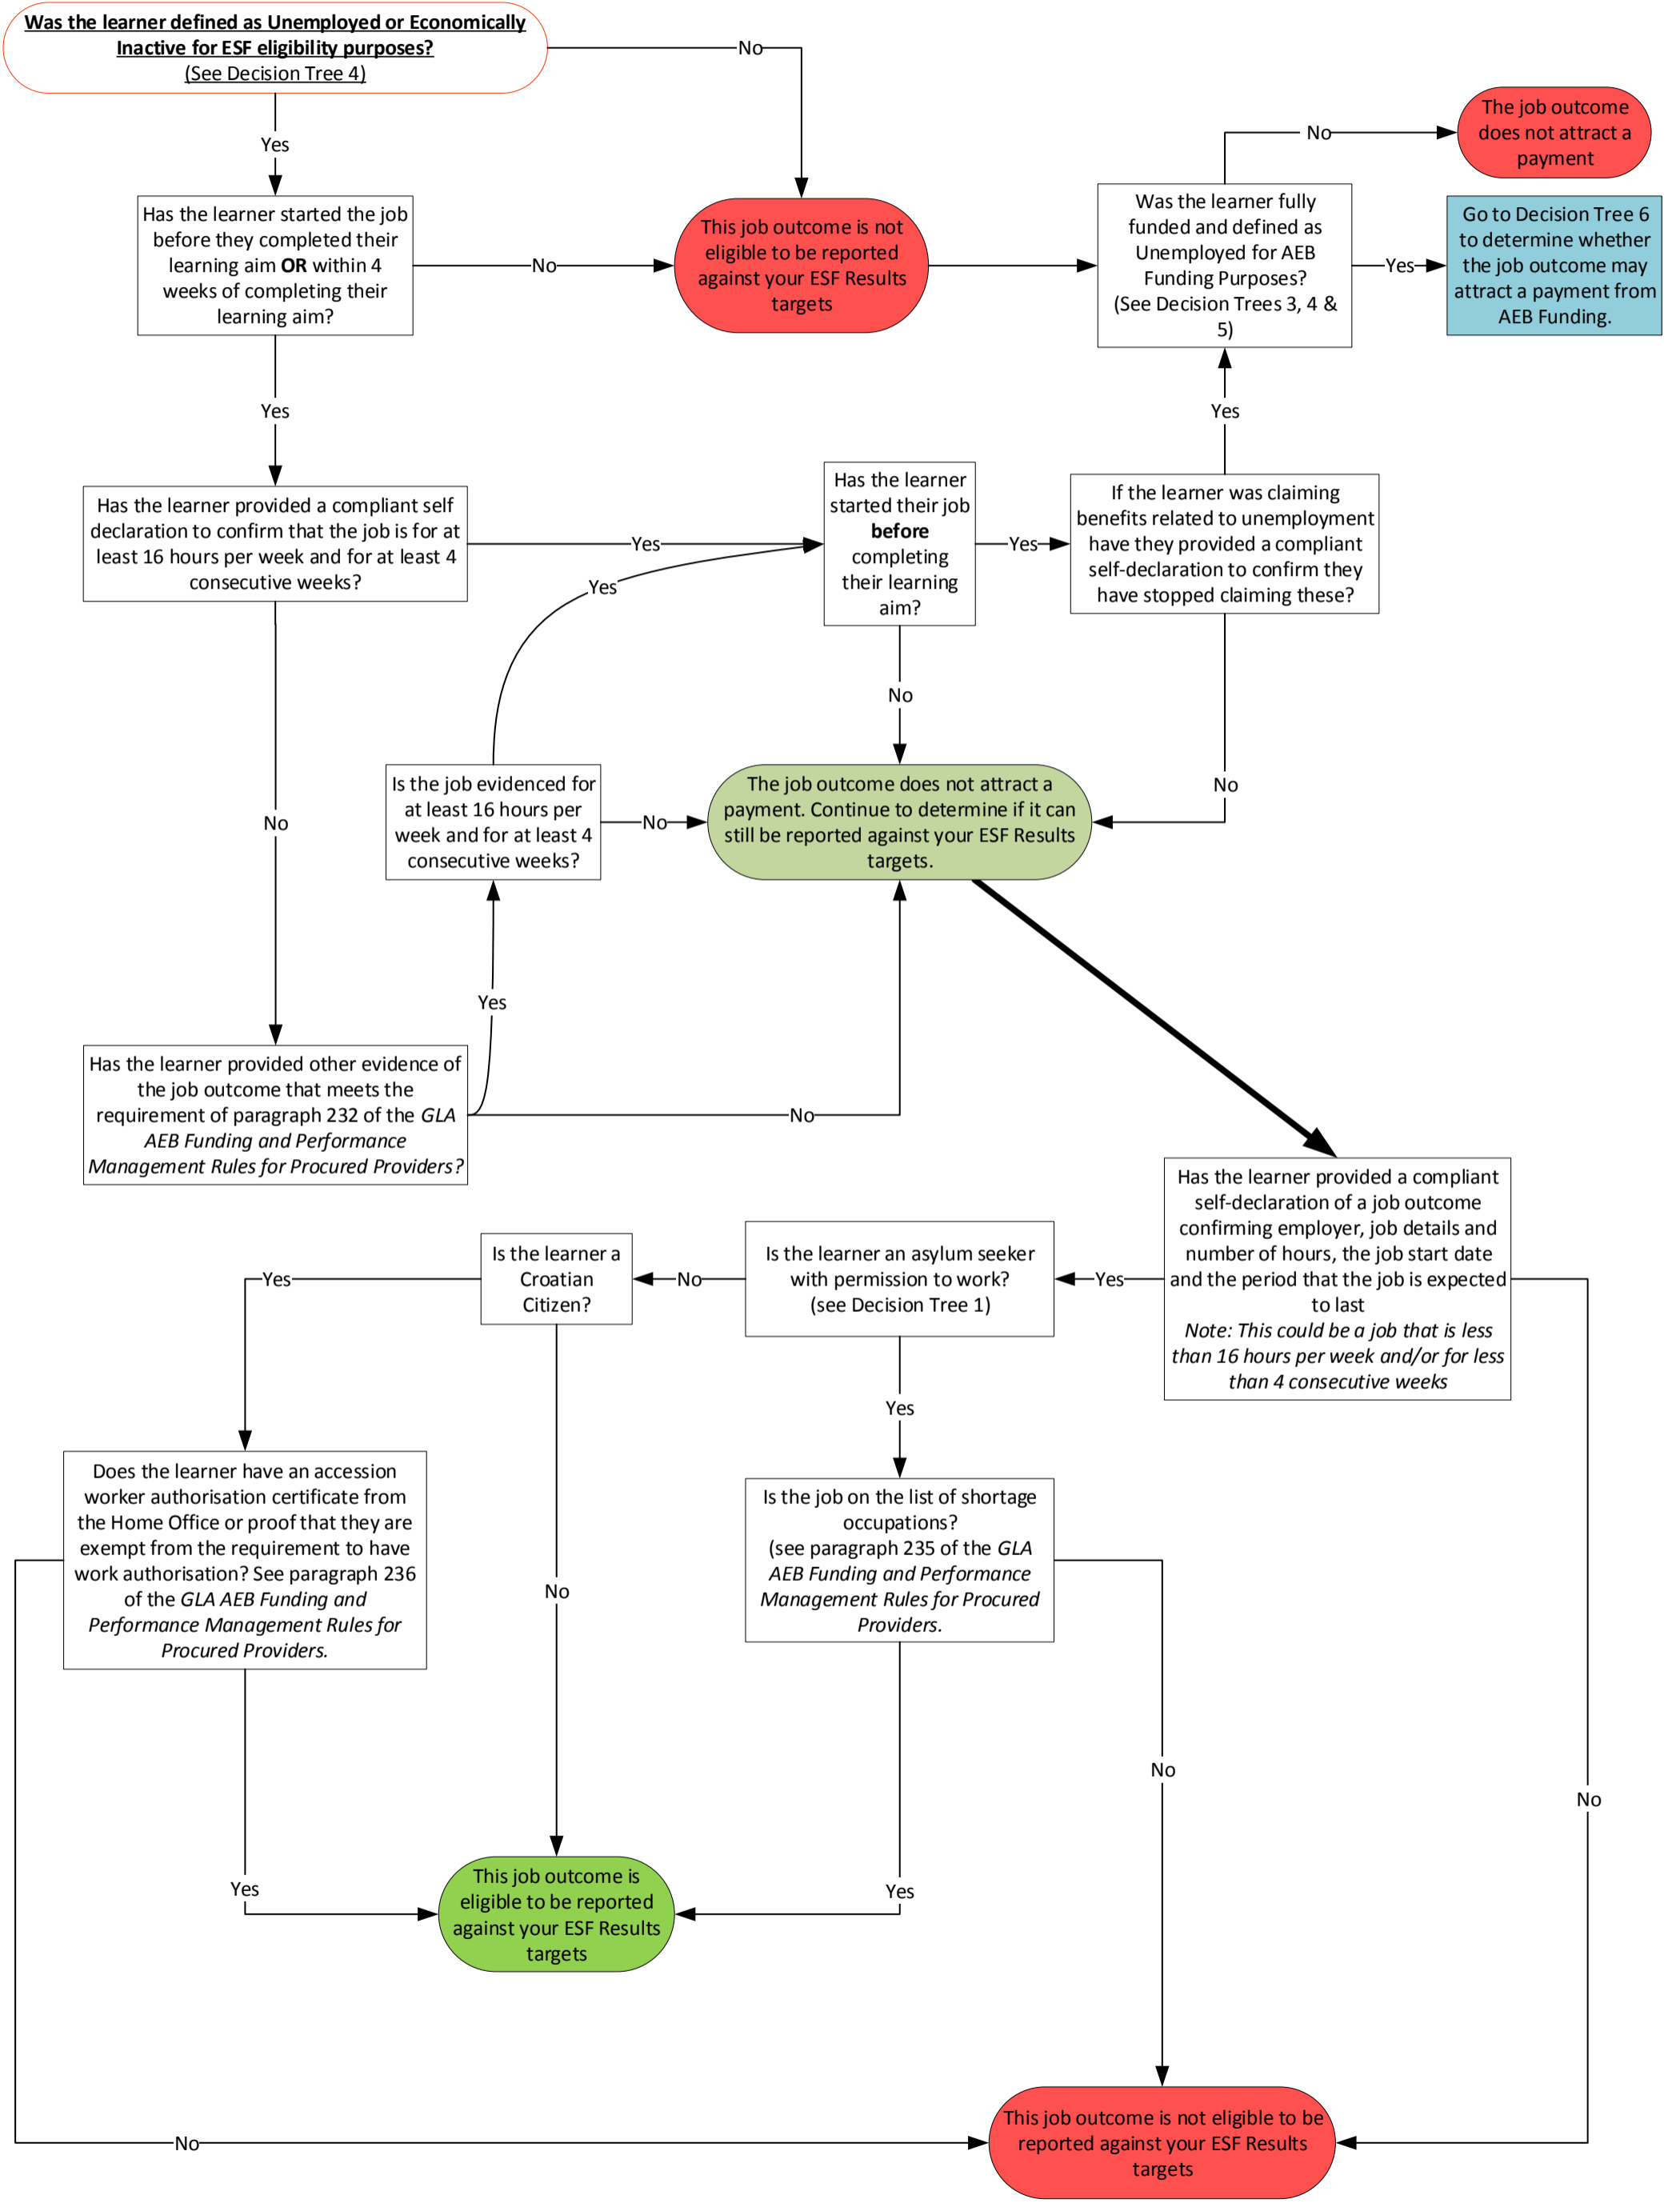 Was the learner defined as Unemployed or Economically
Inactive for ESF eligibility purposes?
(See Decision Tree 4)
No
Yes
The job outcome
does not attract a
payment
No
Has the learner started the job
before they completed their
learning aim OR within 4
weeks of completing their
learning aim?
No
This job outcome is not
eligible to be reported
against your ESF Results
targets
Was the learner fully
funded and defined as
Unemployed for AEB
Funding Purposes?
(See Decision Trees 3, 4 &
5)
Yes
Go to Decision Tree 6
to determine whether
the job outcome may
attract a payment from
AEB Funding.
Yes
Yes
Has the learner provided a compliant self
declaration to confirm that the job is for at
least 16 hours per week and for at least 4
consecutive weeks?
Yes
Yes
Has the learner
started their job
before
completing
their learning
aim?
Yes
If the learner was claiming
benefits related to unemployment
have they provided a compliant
self-declaration to confirm they
have stopped claiming these?
No
No
No
Is the job evidenced for
at least 16 hours per
week and for at least 4
consecutive weeks?
No
The job outcome does not attract a
payment. Continue to determine if it can
still be reported against your ESF Results
targets.
Yes
Has the learner provided other evidence of
the job outcome that meets the
requirement of paragraph 232 of the GLA
AEB Funding and Performance
Management Rules for Procured Providers?
No
Has the learner provided a compliant
self-declaration of a job outcome
confirming employer, job details and
number of hours, the job start date
and the period that the job is expected
to last
Note: This could be a job that is less
than 16 hours per week and/or for less
than 4 consecutive weeks
Yes
Is the learner an asylum seeker
with permission to work?
(see Decision Tree 1)
No
Is the learner a
Croatian
Citizen?
Yes
Yes
Does the learner have an accession
worker authorisation certificate from
the Home Office or proof that they are
exempt from the requirement to have
work authorisation? See paragraph 236
of the GLA AEB Funding and
Performance Management Rules for
Procured Providers.
No
Is the job on the list of shortage
occupations?
(see paragraph 235 of the GLA
AEB Funding and Performance
Management Rules for Procured
Providers.
No
No
Yes
Yes
This job outcome is
eligible to be reported
against your ESF Results
targets
No
This job outcome is not eligible to be
reported against your ESF Results
targets